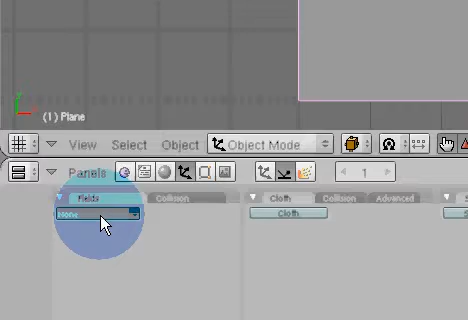 (1) Plane
View Select Object Object Mode
Panels 1
Fields Collision Cloth Collision Advanced
None Cloth